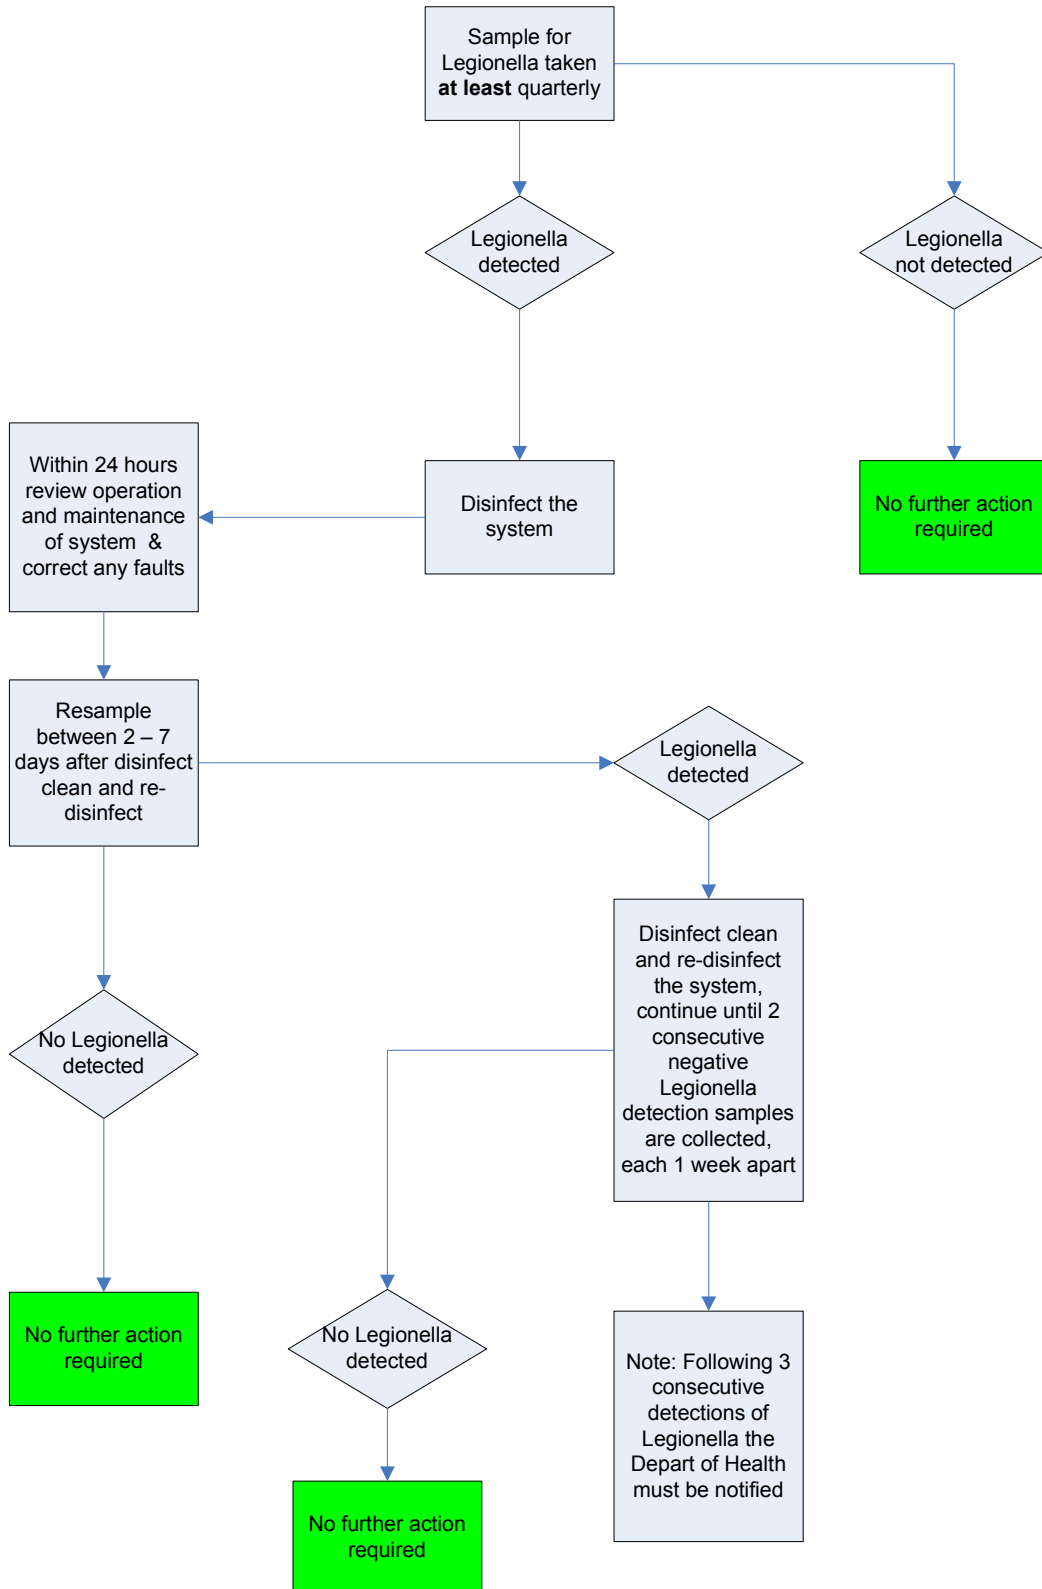 Sample for
Legionella taken
at least quarterly
Legionella
detected
Legionella
not detected
Within 24 hours
review operation
and maintenance
of system &
correct any faults
Disinfect the
system
No further action
required
Resample
between 2 – 7
days after disinfect
clean and re-
disinfect
Legionella
detected
Disinfect clean
and re-disinfect
the system,
continue until 2
consecutive
negative
Legionella
detection samples
are collected,
each 1 week apart
No Legionella
detected
No further action
required
No Legionella
detected
Note: Following 3
consecutive
detections of
Legionella the
Depart of Health
must be notified
No further action
required